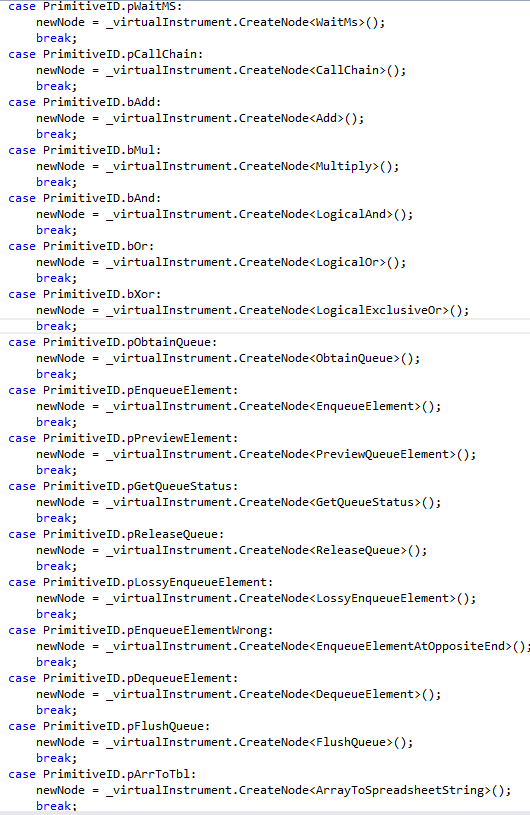 case PrimitiveID.pWaitMS:
newNode = _virtualInstrument.CreateNode<WaitMs>();
break;
case PrimitiveID.pCallChain:
newNode = _virtualInstrument.CreateNode<CallChain>();
break;
case PrimitiveID.bAdd:
newNode = _virtualInstrument.CreateNode<Add>();
break;
case PrimitiveID.bMul:
newNode = _virtualInstrument.CreateNode<Multiply>();
break;
case PrimitiveID.bAnd:
newNode = _virtualInstrument.CreateNode<LogicalAnd>();
break;
case PrimitiveID.bOr:
newNode = _virtualInstrument.CreateNode<LogicalOr>();
break;
case PrimitiveID.bXor:
newNode = _virtualInstrument.CreateNode<LogicalExclusiveOr>();
break;
case PrimitiveID.pObtainQueue:
newNode = _virtualInstrument.CreateNode<ObtainQueue>();
break;
case PrimitiveID.pEnqueueElement:
newNode = _virtualInstrument.CreateNode<EnqueueElement>();
break;
case PrimitiveID.pPreviewElement:
newNode = _virtualInstrument.CreateNode<PreviewQueueElement>();
break;
case PrimitiveID.pGetQueueStatus:
newNode = _virtualInstrument.CreateNode<GetQueueStatus>();
break;
case PrimitiveID.pReleaseQueue:
newNode = _virtualInstrument.CreateNode<ReleaseQueue>();
break;
case PrimitiveID.pLossyEnqueueElement:
newNode = _virtualInstrument.CreateNode<LossyEnqueueElement>();
break;
case PrimitiveID.pEnqueueElementWrong:
newNode = _virtualInstrument.CreateNode<EnqueueElementAtOppositeEnd>();
break;
case PrimitiveID.pDequeueElement:
newNode = _virtualInstrument.CreateNode<DequeueElement>();
break;
case PrimitiveID.pFlushQueue:
newNode = _virtualInstrument.CreateNode<FlushQueue>();
break;
case PrimitiveID.pArrToTbl:
newNode = _virtualInstrument.CreateNode<ArrayToSpreadsheetString>();
break;